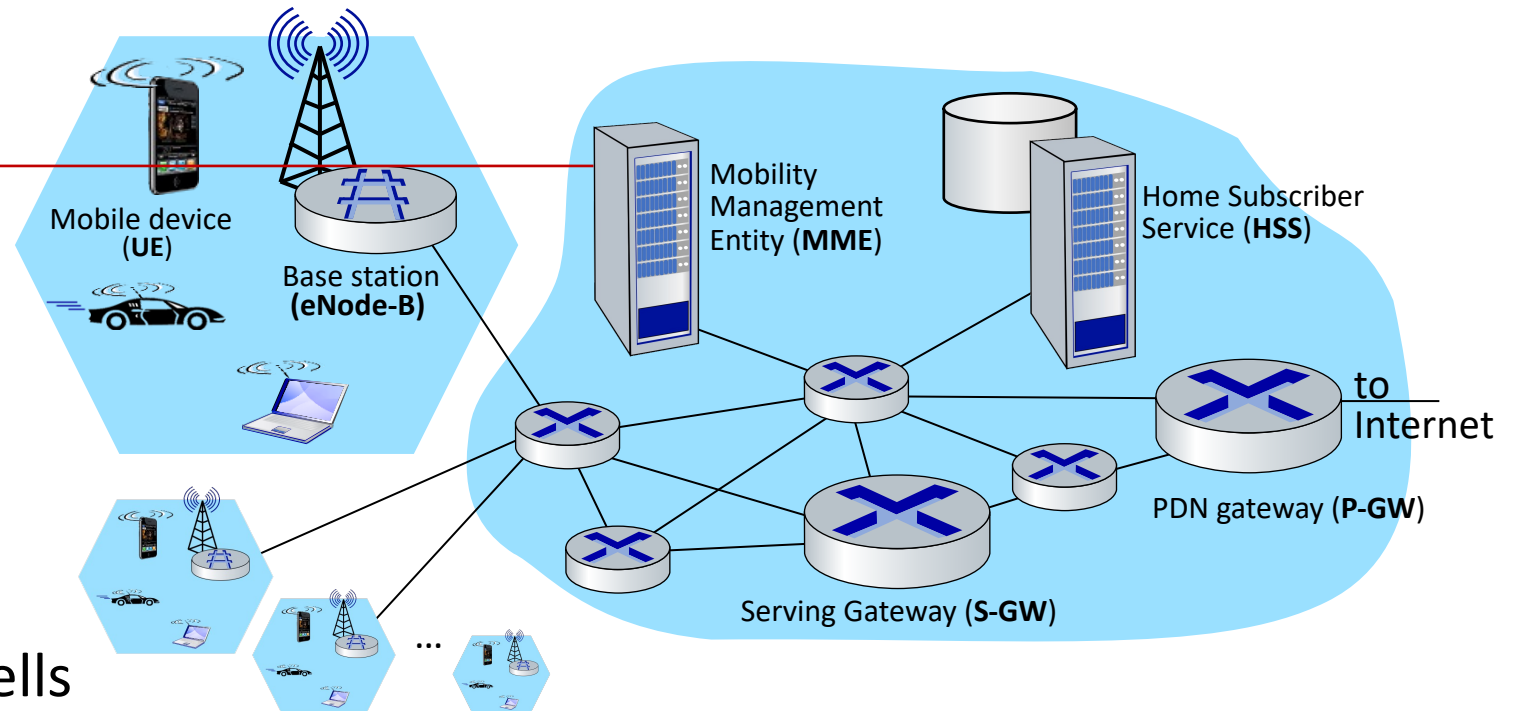 Mobile device
(UE)
Base station
(eNode-B)
Mobility
Management
Entity (MME)
Home Subscriber
Service (HSS)
to
Internet
PDN gateway (P-GW)
Serving Gateway (S-GW)
...
ells